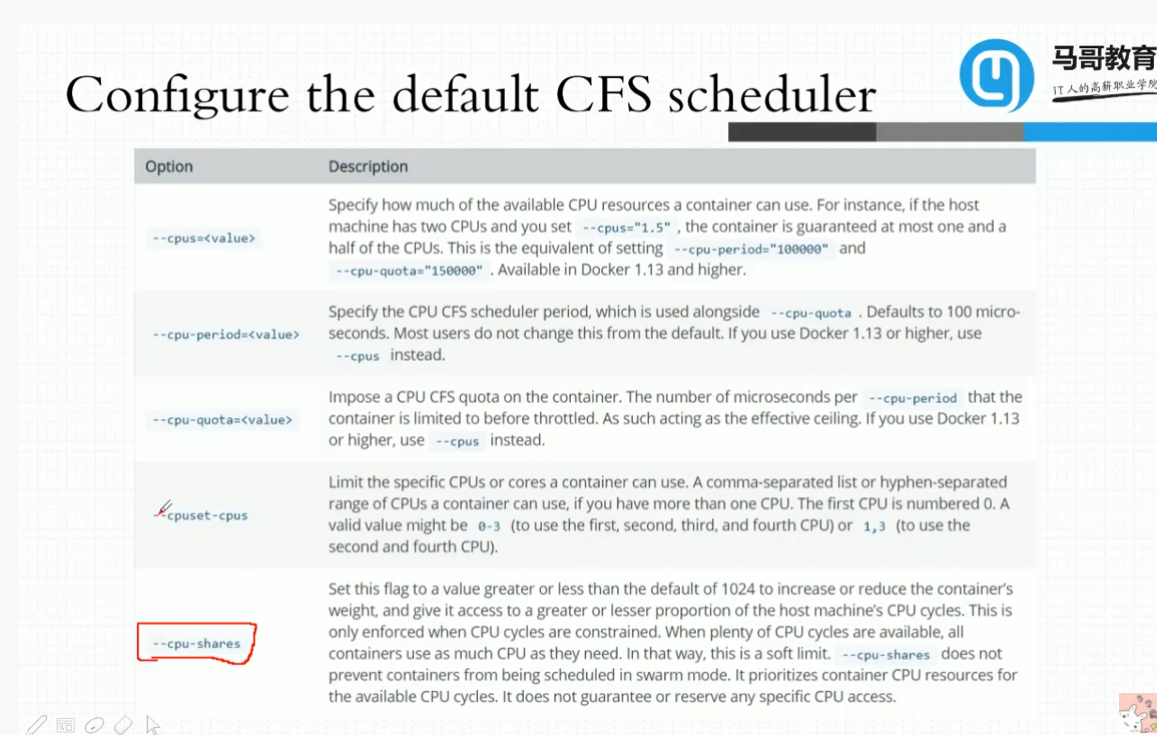 马哥教育
IT人的高薪职业学院
Configure the default CFS scheduler
Option Description
--cpus=<value>
Specify how much of the available CPU resources a container can use. For instance, if the host
machine has two CPUs and you set --cpus="1.5" , the container is guaranteed at most one and a
half of the CPUs. This is the equivalent of setting --cpu-period="100000" and
--cpu-quota="150000" . Available in Docker 1.13 and higher.
--cpu-period=<value>
Specify the CPU CFS scheduler period, which is used alongside --cpu-quota . Defaults to 100 micro-
seconds. Most users do not change this from the default. If you use Docker 1.13 or higher, use
--cpus instead.
--cpu-quota=<value>
Impose a CPU CFS quota on the container. The number of microseconds per --cpu-period that the
container is limited to before throttled. As such acting as the effective ceiling. If you use Docker 1.13
or higher, use --cpus instead.
--cpuset-cpus
Limit the specific CPUs or cores a container can use. A comma-separated list or hyphen-separated
range of CPUs a container can use, if you have more than one CPU. The first CPU is numbered 0. A
valid value might be 0-3 (to use the first, second, third, and fourth CPU) or 1,3 (to use the
second and fourth CPU).
--cpu-shares
Set this flag to a value greater or less than the default of 1024 to increase or reduce the container's
weight, and give it access to a greater or lesser proportion of the host machine's CPU cycles. This is
only enforced when CPU cycles are constrained. When plenty of CPU cycles are available, all
containers use as much CPU as they need. In that way, this is a soft limit. --cpu-shares does not
prevent containers from being scheduled in swarm mode. It prioritizes container CPU resources for
the available CPU cycles. It does not guarantee or reserve any specific CPU access.